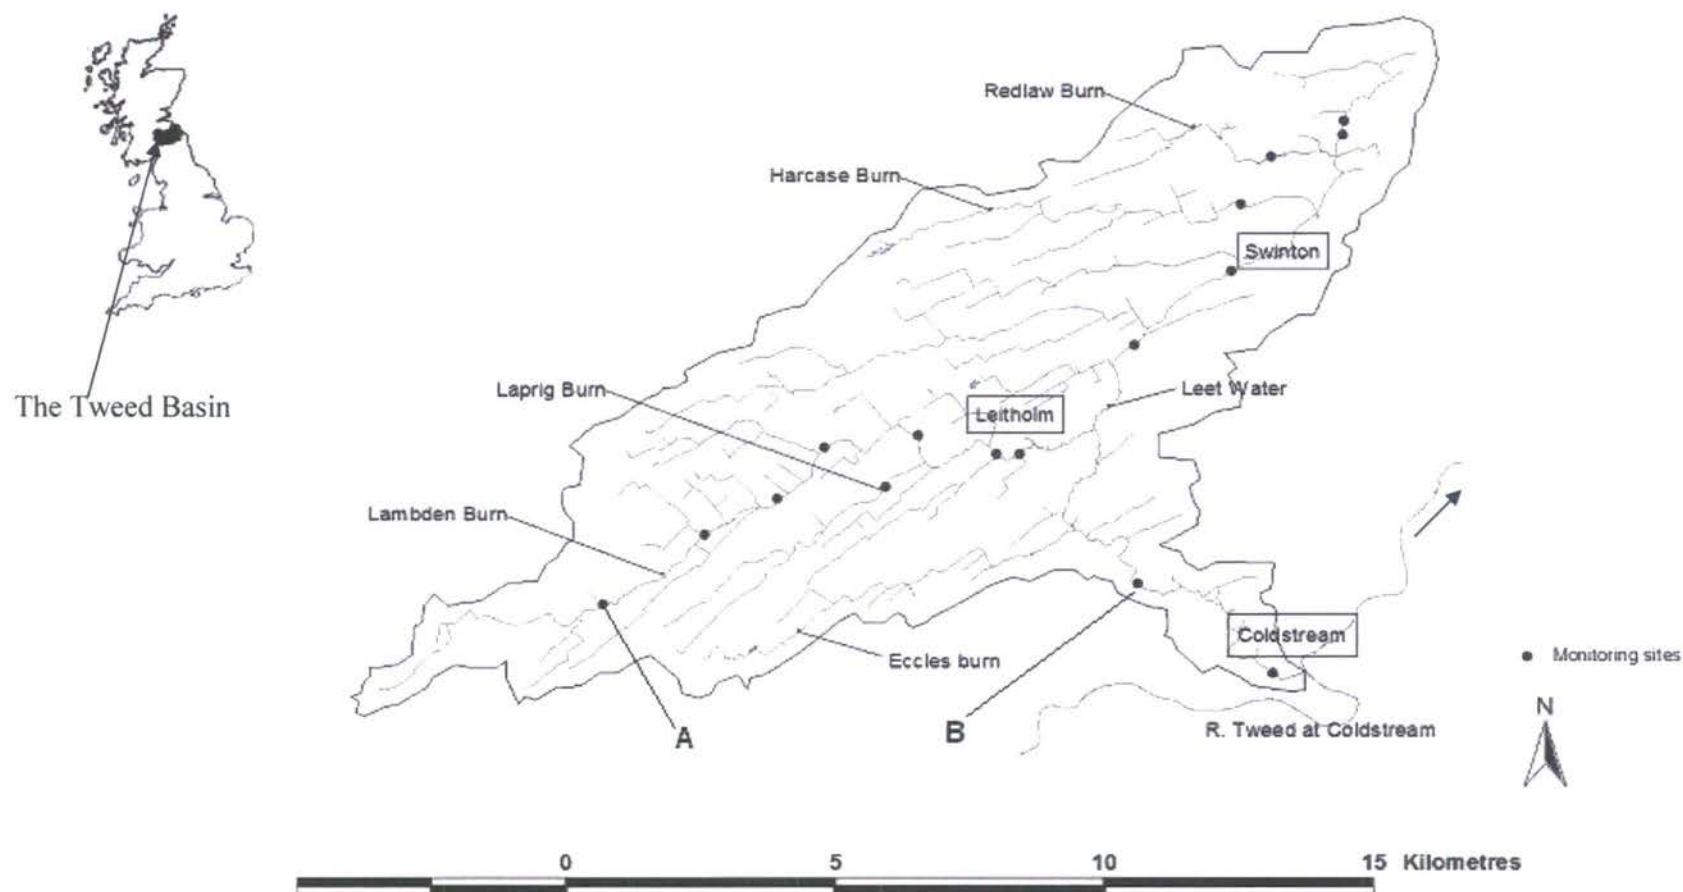 Redlaw Burn
Harcase Burn
Swinton
Laprig Burn
Leet Water
The Tweed Basin
Leitholm
Lambden Burn
Coldstream
Eccles burn
Monitoring sites
N
A
B
R. Tweed at Coldstream
0 5 10 15 Kilometres